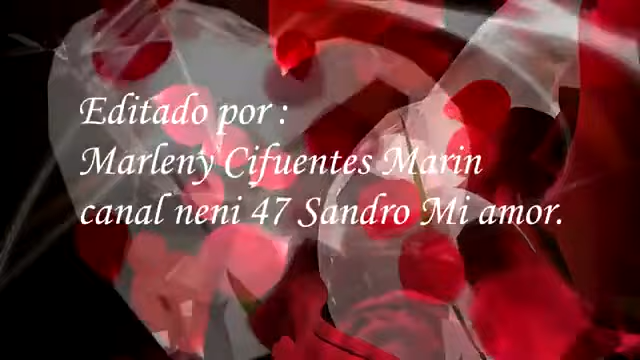 Editado por :
Marleny Cifuentes Marin
canal neni 47 Sandro Mi amor.